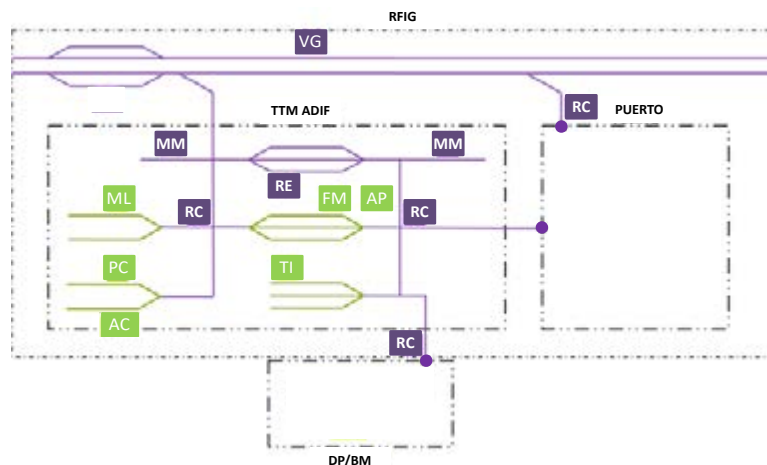 RFIG
VG
RC
TTM ADIF
PUERTO
MM
MM
RE
ML
RC
FM
AP
RC
PC
TI
AC
RC
DP/BM